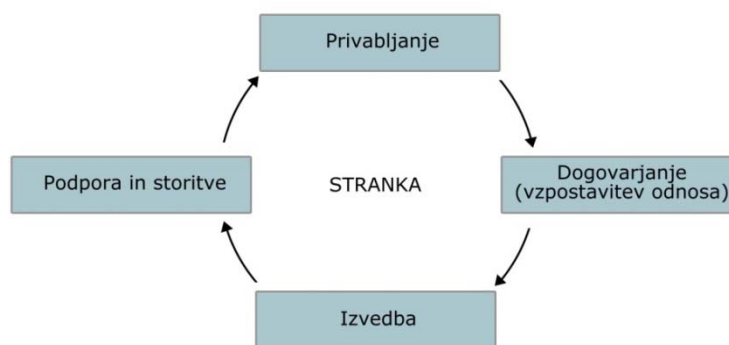 Privabljanje
Podpora in storitve
STRANKA
Dogovarjanje
(vzpostavitev odnosa)
Izvedba